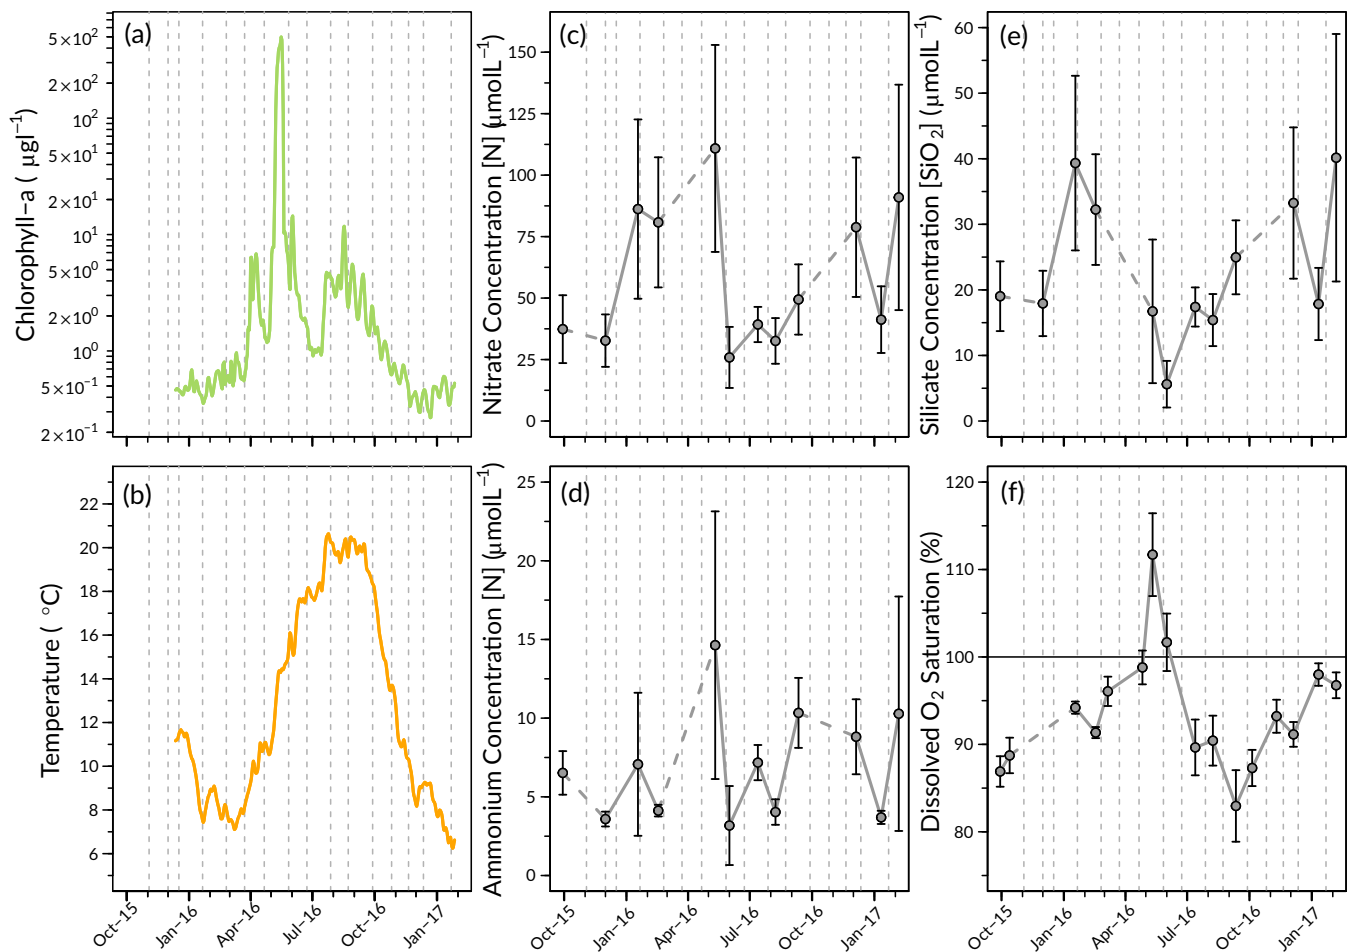 (a)
Chlorophyll−a ( μgl⁻¹)
5×10²
2×10²
10²
5×10¹
2×10¹
10¹
5×10⁰
2×10⁰
10⁰
5×10⁻¹
2×10⁻¹
(c)
Nitrate Concentration [N] (μmolL⁻¹)
150
125
100
75
50
25
0
(e)
Silicate Concentration [SiO₂] (μmolL⁻¹)
60
50
40
30
20
10
0
(b)
Temperature ( °C)
22
20
18
16
14
12
10
8
6
Oct−15
Jan−16
Apr−16
Jul−16
Oct−16
Jan−17
(d)
Ammonium Concentration [N] (μmolL⁻¹)
25
20
15
10
5
0
Oct−15
Jan−16
Apr−16
Jul−16
Oct−16
Jan−17
(f)
Dissolved O₂ Saturation (%)
120
110
100
90
80
Oct−15
Jan−16
Apr−16
Jul−16
Oct−16
Jan−17